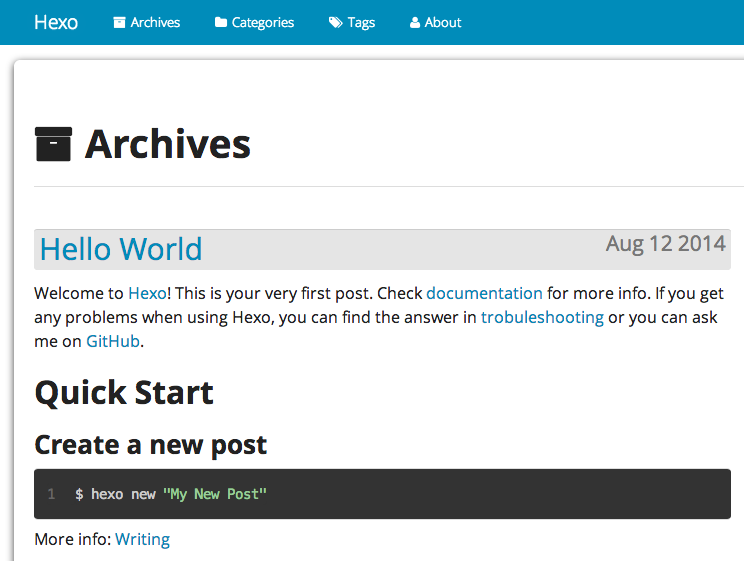 Hexo Archives Categories Tags About
Archives
Hello World Aug 12 2014
Welcome to Hexo! This is your very first post. Check documentation for more info. If you get
any problems when using Hexo, you can find the answer in trobuleshooting or you can ask
me on GitHub.
Quick Start
Create a new post
1 $ hexo new "My New Post"
More info: Writing